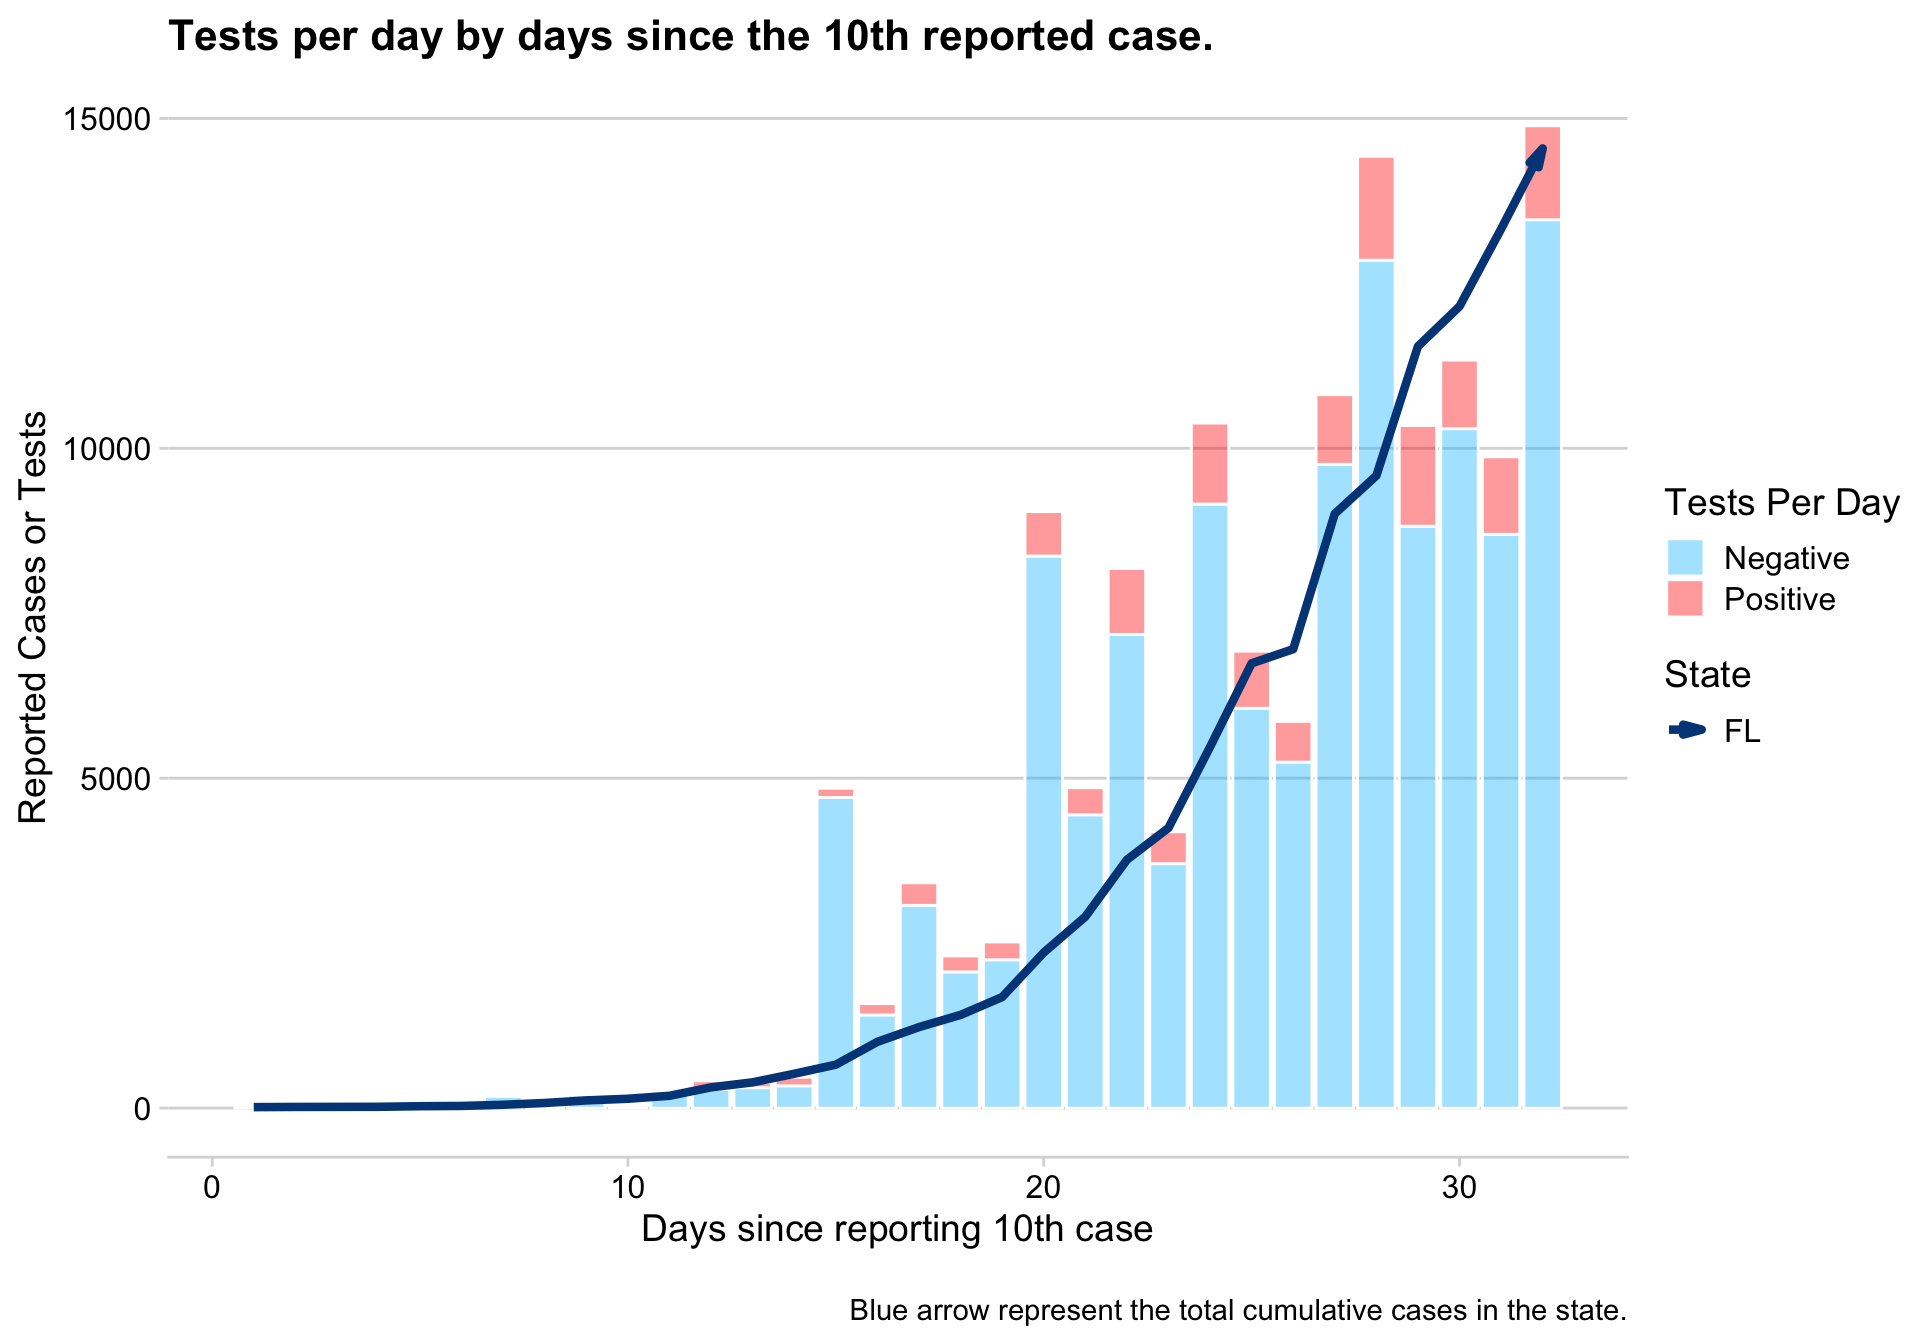 Tests per day by days since the 10th reported case.
15000
10000
5000
0
Reported Cases or Tests
0 10 20 30
Days since reporting 10th case
Tests Per Day
Negative
Positive
State
FL
Blue arrow represent the total cumulative cases in the state.